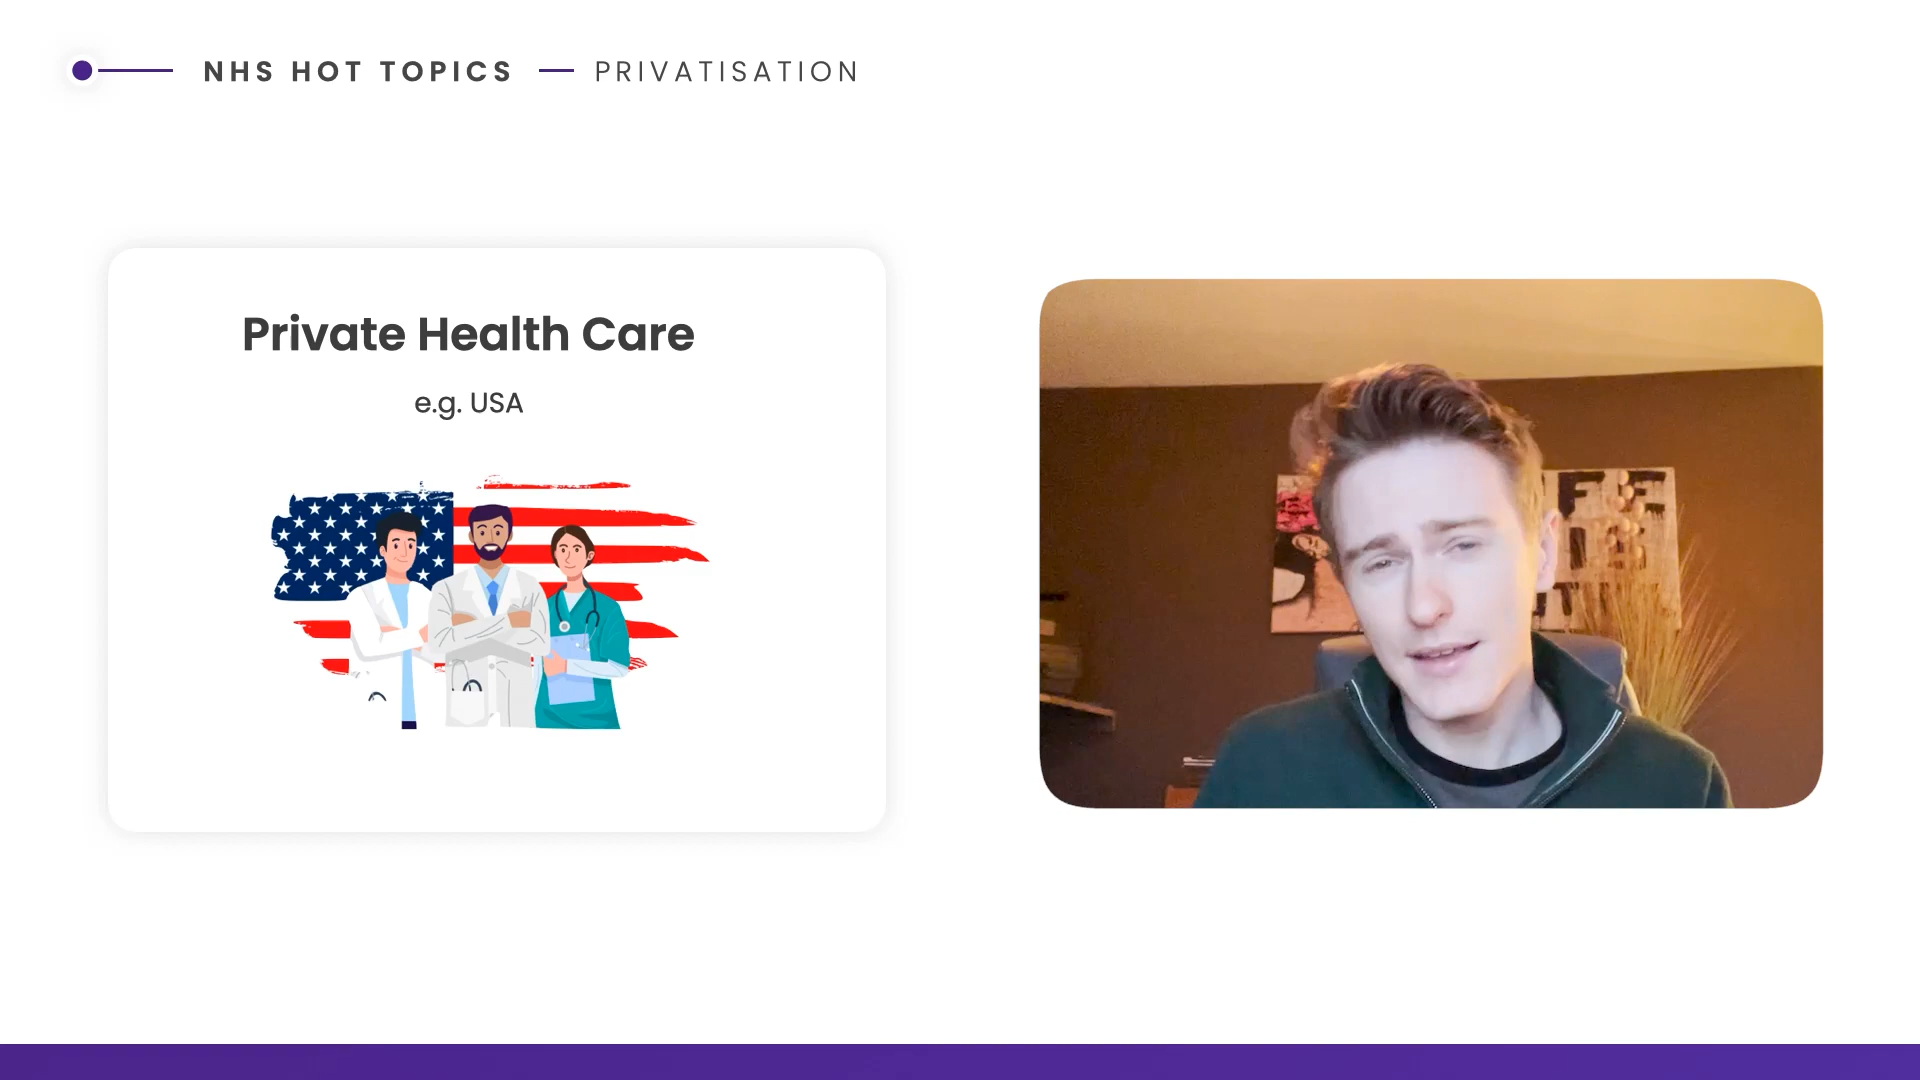 NHS HOT TOPICS — PRIVATISATION
Private Health Care
e.g. USA